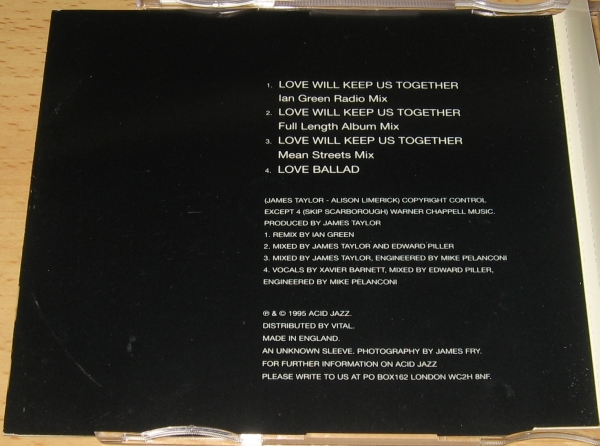 1. LOVE WILL KEEP US TOGETHER
Ian Green Radio Mix
2. LOVE WILL KEEP US TOGETHER
Full Length Album Mix
3. LOVE WILL KEEP US TOGETHER
Mean Streets Mix
4. LOVE BALLAD
(JAMES TAYLOR - ALISON LIMERICK) COPYRIGHT CONTROL
EXCEPT 4 (SKIP SCARBOROUGH) WARNER CHAPPELL MUSIC.
PRODUCED BY JAMES TAYLOR
1. REMIX BY IAN GREEN
2. MIXED BY JAMES TAYLOR AND EDWARD PILLER
3. MIXED BY JAMES TAYLOR, ENGINEERED BY MIKE PELANCONI
4. VOCALS BY XAVIER BARNETT, MIXED BY EDWARD PILLER,
ENGINEERED BY MIKE PELANCONI
℗ & © 1995 ACID JAZZ.
DISTRIBUTED BY VITAL.
MADE IN ENGLAND.
AN UNKNOWN SLEEVE. PHOTOGRAPHY BY JAMES FRY.
FOR FURTHER INFORMATION ON ACID JAZZ
PLEASE WRITE TO US AT PO BOX162 LONDON WC2H 8NF.